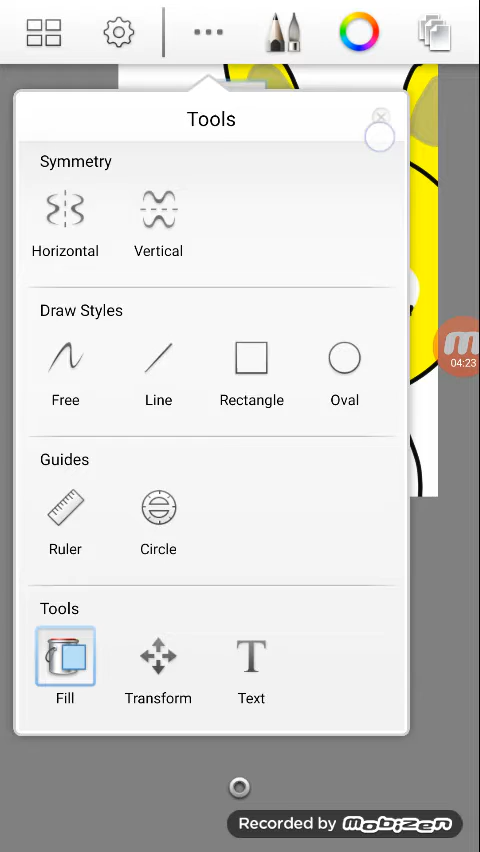 Tools
Symmetry
Horizontal Vertical
Draw Styles
Free Line Rectangle Oval
Guides
Ruler Circle
Tools
T
Fill Transform Text
m
04:23
Recorded by mobizen